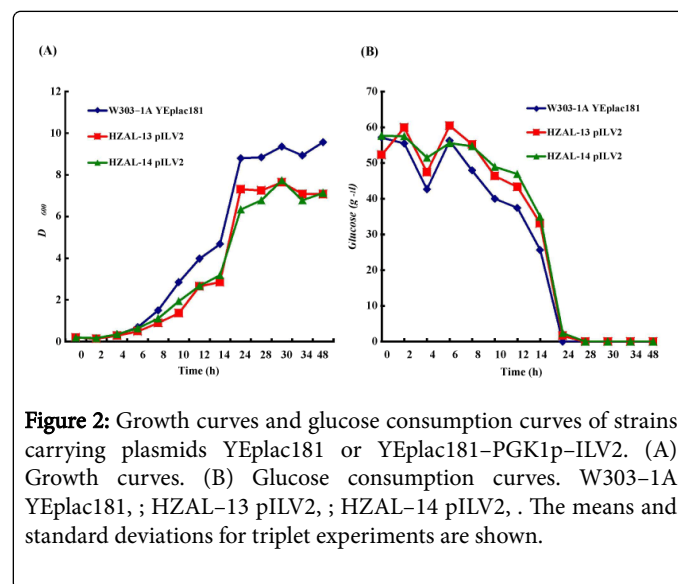 (A)
12
10
8
6
4
2
0
D 600
W303–1A YEplac181
HZAL–13 pILV2
HZAL–14 pILV2
0 2 4 6 8 10 12 14 24 28 30 34 48
Time (h)
(B)
70
60
50
40
30
20
10
0
Glucose (g /l)
W303–1A YEplac181
HZAL–13 pILV2
HZAL–14 pILV2
0 2 4 6 8 10 12 14 24 28 30 34 48
Time (h)
Figure 2: Growth curves and glucose consumption curves of strains
carrying plasmids YEplac181 or YEplac181–PGK1p–ILV2. (A)
Growth curves. (B) Glucose consumption curves. W303–1A
YEplac181, ; HZAL–13 pILV2, ; HZAL–14 pILV2, . The means and
standard deviations for triplet experiments are shown.